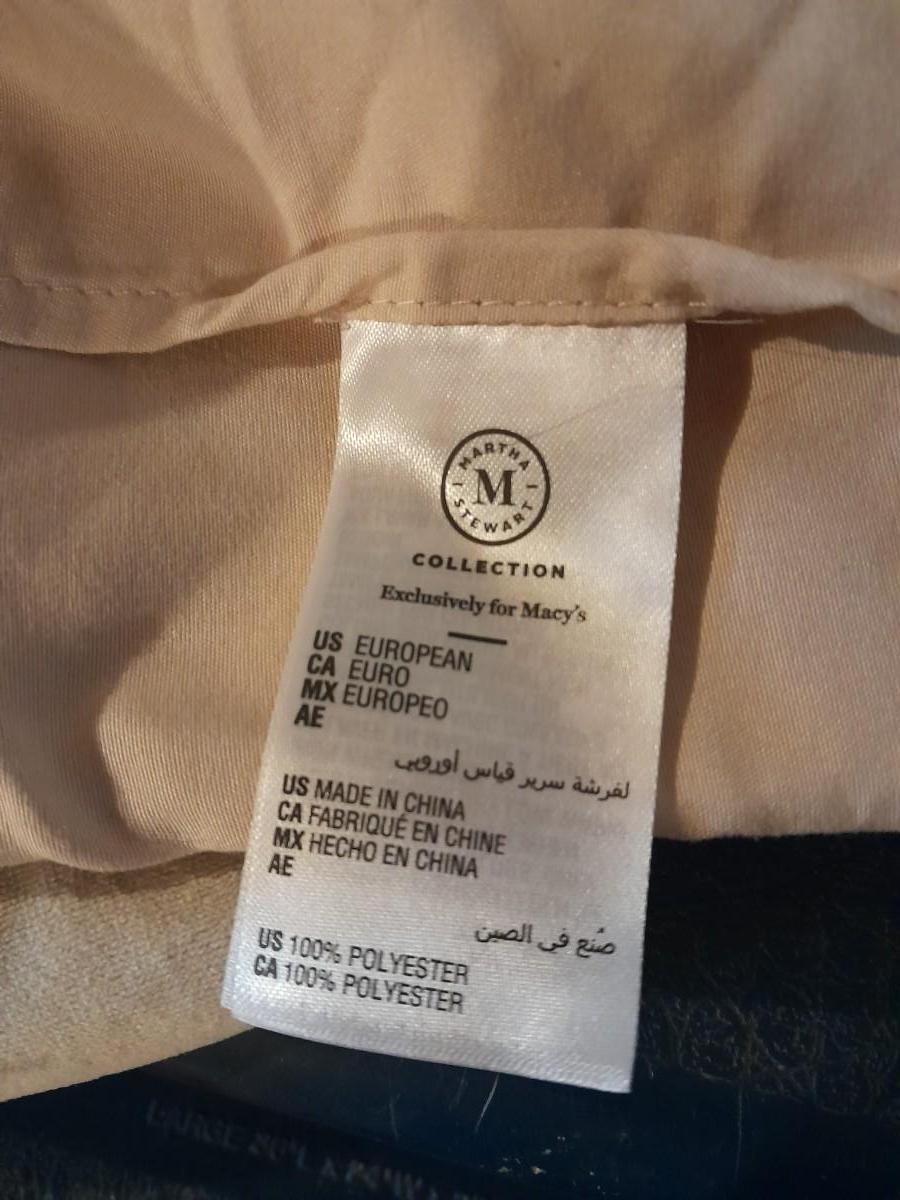 MARTHA
M
STEWART
COLLECTION
Exclusively for Macy's
US EUROPEAN
CA EURO
MX EUROPEO
AE
لفرشة سرير قياس أوروبي
US MADE IN CHINA
CA FABRIQUÉ EN CHINE
MX HECHO EN CHINA
AE
صُنع في الصين
US 100% POLYESTER
CA 100% POLYESTER
LARGE